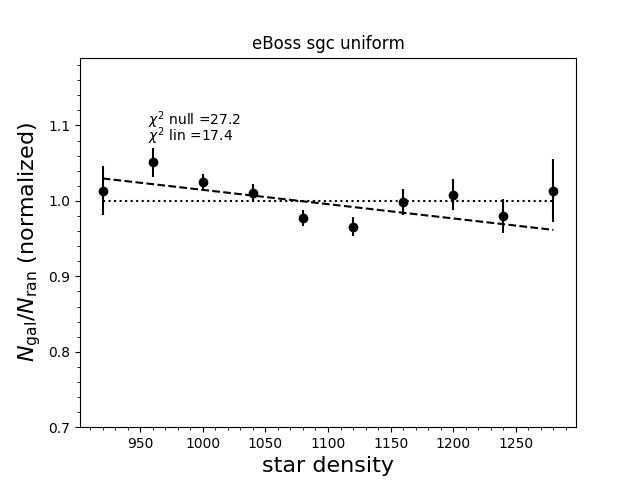 eBoss sgc uniform
χ² null =27.2
χ² lin =17.4
N_gal/N_ran (normalized)
1.1
1.0
0.9
0.8
0.7
950 1000 1050 1100 1150 1200 1250
star density